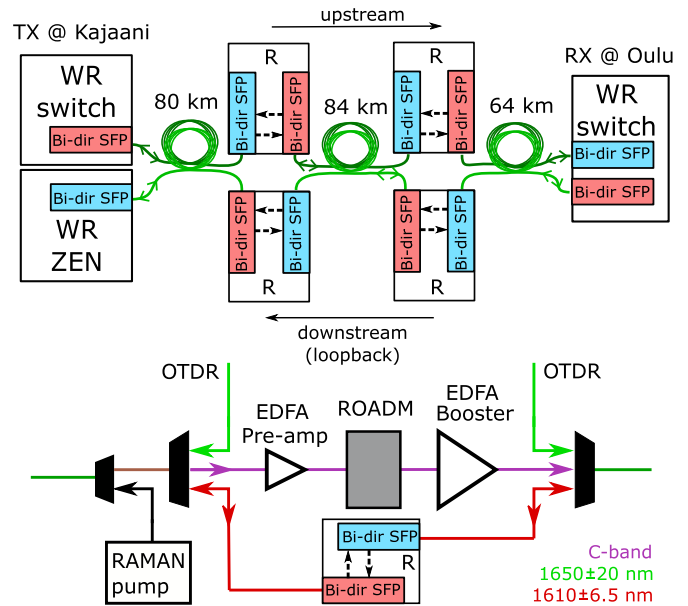 upstream
TX @ Kajaani
RX @ Oulu
WR
switch
Bi-dir SFP
80 km
R
Bi-dir SFP
Bi-dir SFP
84 km
R
Bi-dir SFP
Bi-dir SFP
64 km
WR
switch
Bi-dir SFP
Bi-dir SFP
Bi-dir SFP
WR
ZEN
Bi-dir SFP
Bi-dir SFP
R
Bi-dir SFP
Bi-dir SFP
R
downstream
(loopback)
OTDR
EDFA
Pre-amp
ROADM
EDFA
Booster
OTDR
RAMAN
pump
Bi-dir SFP
R
Bi-dir SFP
C-band
1650±20 nm
1610±6.5 nm